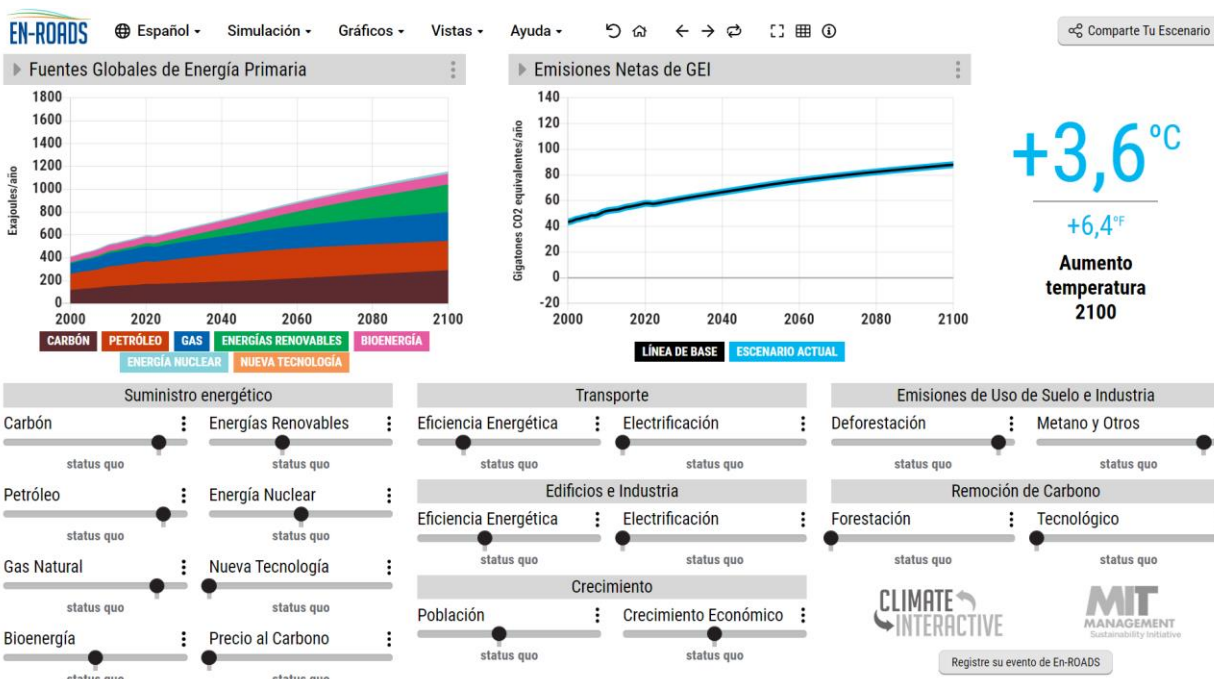 EN-ROADS
Español
Simulación
Gráficos
Vistas
Ayuda
Comparte Tu Escenario
Fuentes Globales de Energía Primaria
Exajoules/año
1800
1600
1400
1200
1000
800
600
400
200
0
2000 2020 2040 2060 2080 2100
CARBÓN PETRÓLEO GAS ENERGÍAS RENOVABLES BIOENERGÍA
ENERGÍA NUCLEAR NUEVA TECNOLOGÍA
Emisiones Netas de GEI
Gigatones CO2 equivalentes/año
140
120
100
80
60
40
20
0
-20
2000 2020 2040 2060 2080 2100
LÍNEA DE BASE ESCENARIO ACTUAL
+3,6 °C
+6,4 °F
Aumento
temperatura
2100
Suministro energético
Carbón
status quo
Energías Renovables
status quo
Petróleo
status quo
Energía Nuclear
status quo
Gas Natural
status quo
Nueva Tecnología
status quo
Bioenergía
status quo
Precio al Carbono
status quo
Transporte
Eficiencia Energética
status quo
Electrificación
status quo
Edificios e Industria
Eficiencia Energética
status quo
Electrificación
status quo
Crecimiento
Población
status quo
Crecimiento Económico
status quo
Emisiones de Uso de Suelo e Industria
Deforestación
status quo
Metano y Otros
status quo
Remoción de Carbono
Forestación
status quo
Tecnológico
status quo
CLIMATE
INTERACTIVE
MIT
MANAGEMENT
Sustainability Initiative
Registre su evento de En-ROADS